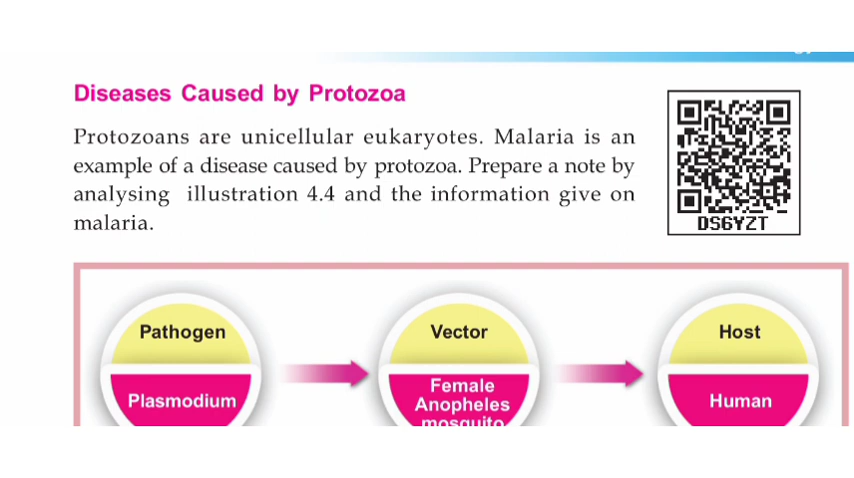 Diseases Caused by Protozoa
Protozoans are unicellular eukaryotes. Malaria is an
example of a disease caused by protozoa. Prepare a note by
analysing illustration 4.4 and the information give on
malaria.
DS6YZT
Pathogen
Vector
Host
Plasmodium
Female
Anopheles
mosquito
Human